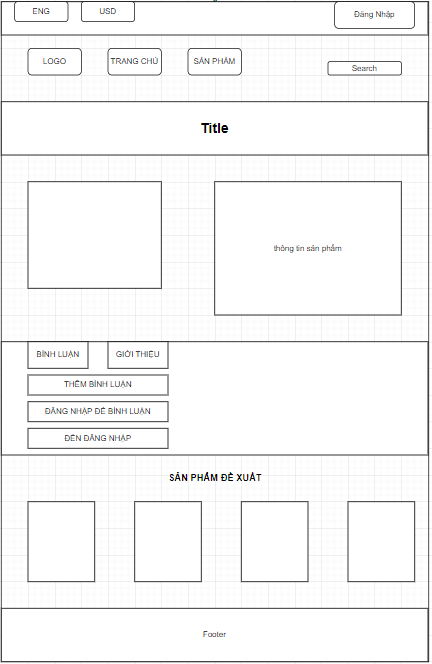 ENG
USD
Đăng Nhập
LOGO
TRANG CHỦ
SẢN PHẨM
Search
Title
thông tin sản phẩm
BÌNH LUẬN
GIỚI THIỆU
THÊM BÌNH LUẬN
ĐĂNG NHẬP ĐỂ BÌNH LUẬN
ĐẾN ĐĂNG NHẬP
SẢN PHẨM ĐỀ XUẤT
Footer